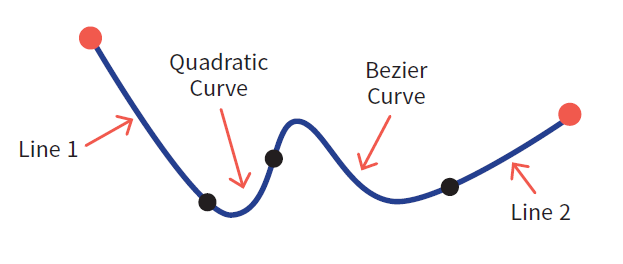 Quadratic
Curve
Bezier
Curve
Line 1
Line 2